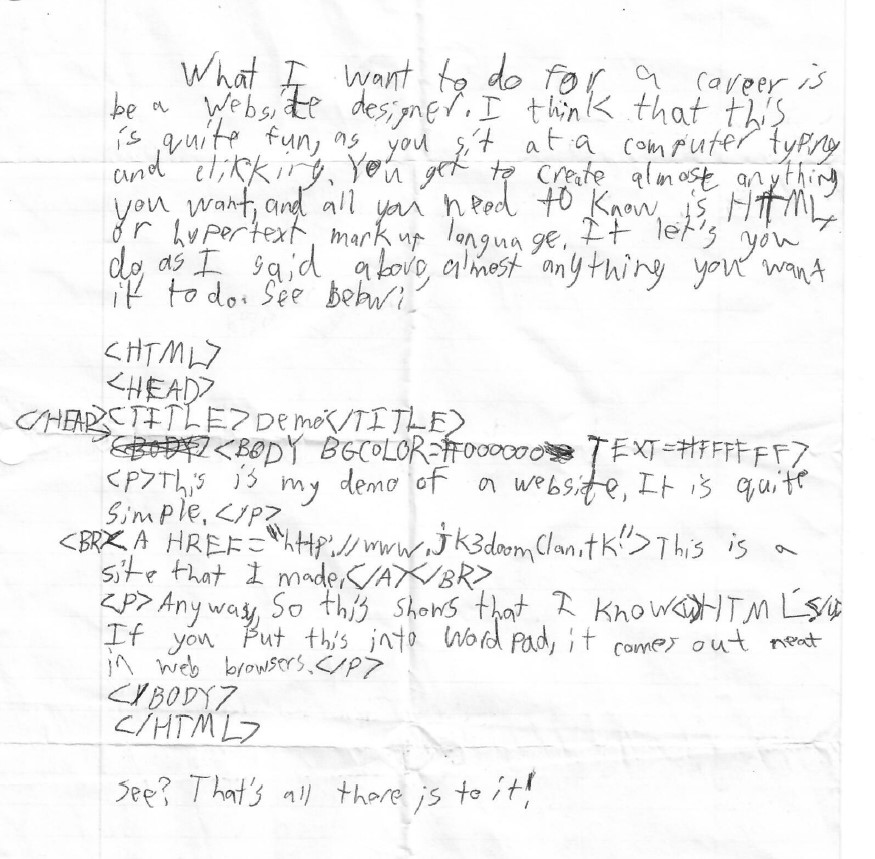 What I want to do for a career is
be a website designer. I think that this
is quite fun, as you sit at a computer typing
and clikking. You get to create almost anything
you want, and all you need to know is HTML,
or hypertext mark up language. It let's you
do, as I said above, almost anything you want
it to do. See below:
<HTML>
<HEAD>
</HEAD><TITLE>Demo</TITLE>
<BODY> <BODY BGCOLOR=#000000 TEXT=#FFFFFF>
<P>This is my demo of a website. It is quite
simple.</P>
<BR><A HREF="http://www.jk3doomclan.tk!">This is a
site that I made.</A></BR>
<P>Anyway, So this shows that I know<U>HTML</U>
If you put this into Word pad, it comes out neat
in web browsers.</P>
</BODY>
</HTML>
see? That's all there is to it!